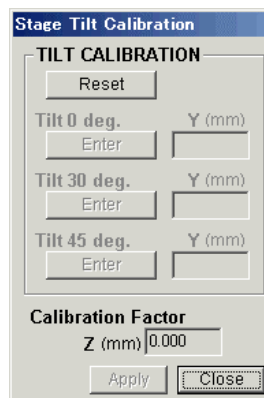 Stage Tilt Calibration
TILT CALIBRATION
Reset
Tilt 0 deg. Y (mm)
Enter
Tilt 30 deg. Y (mm)
Enter
Tilt 45 deg. Y (mm)
Enter
Calibration Factor
Z (mm) 0.000
Apply Close